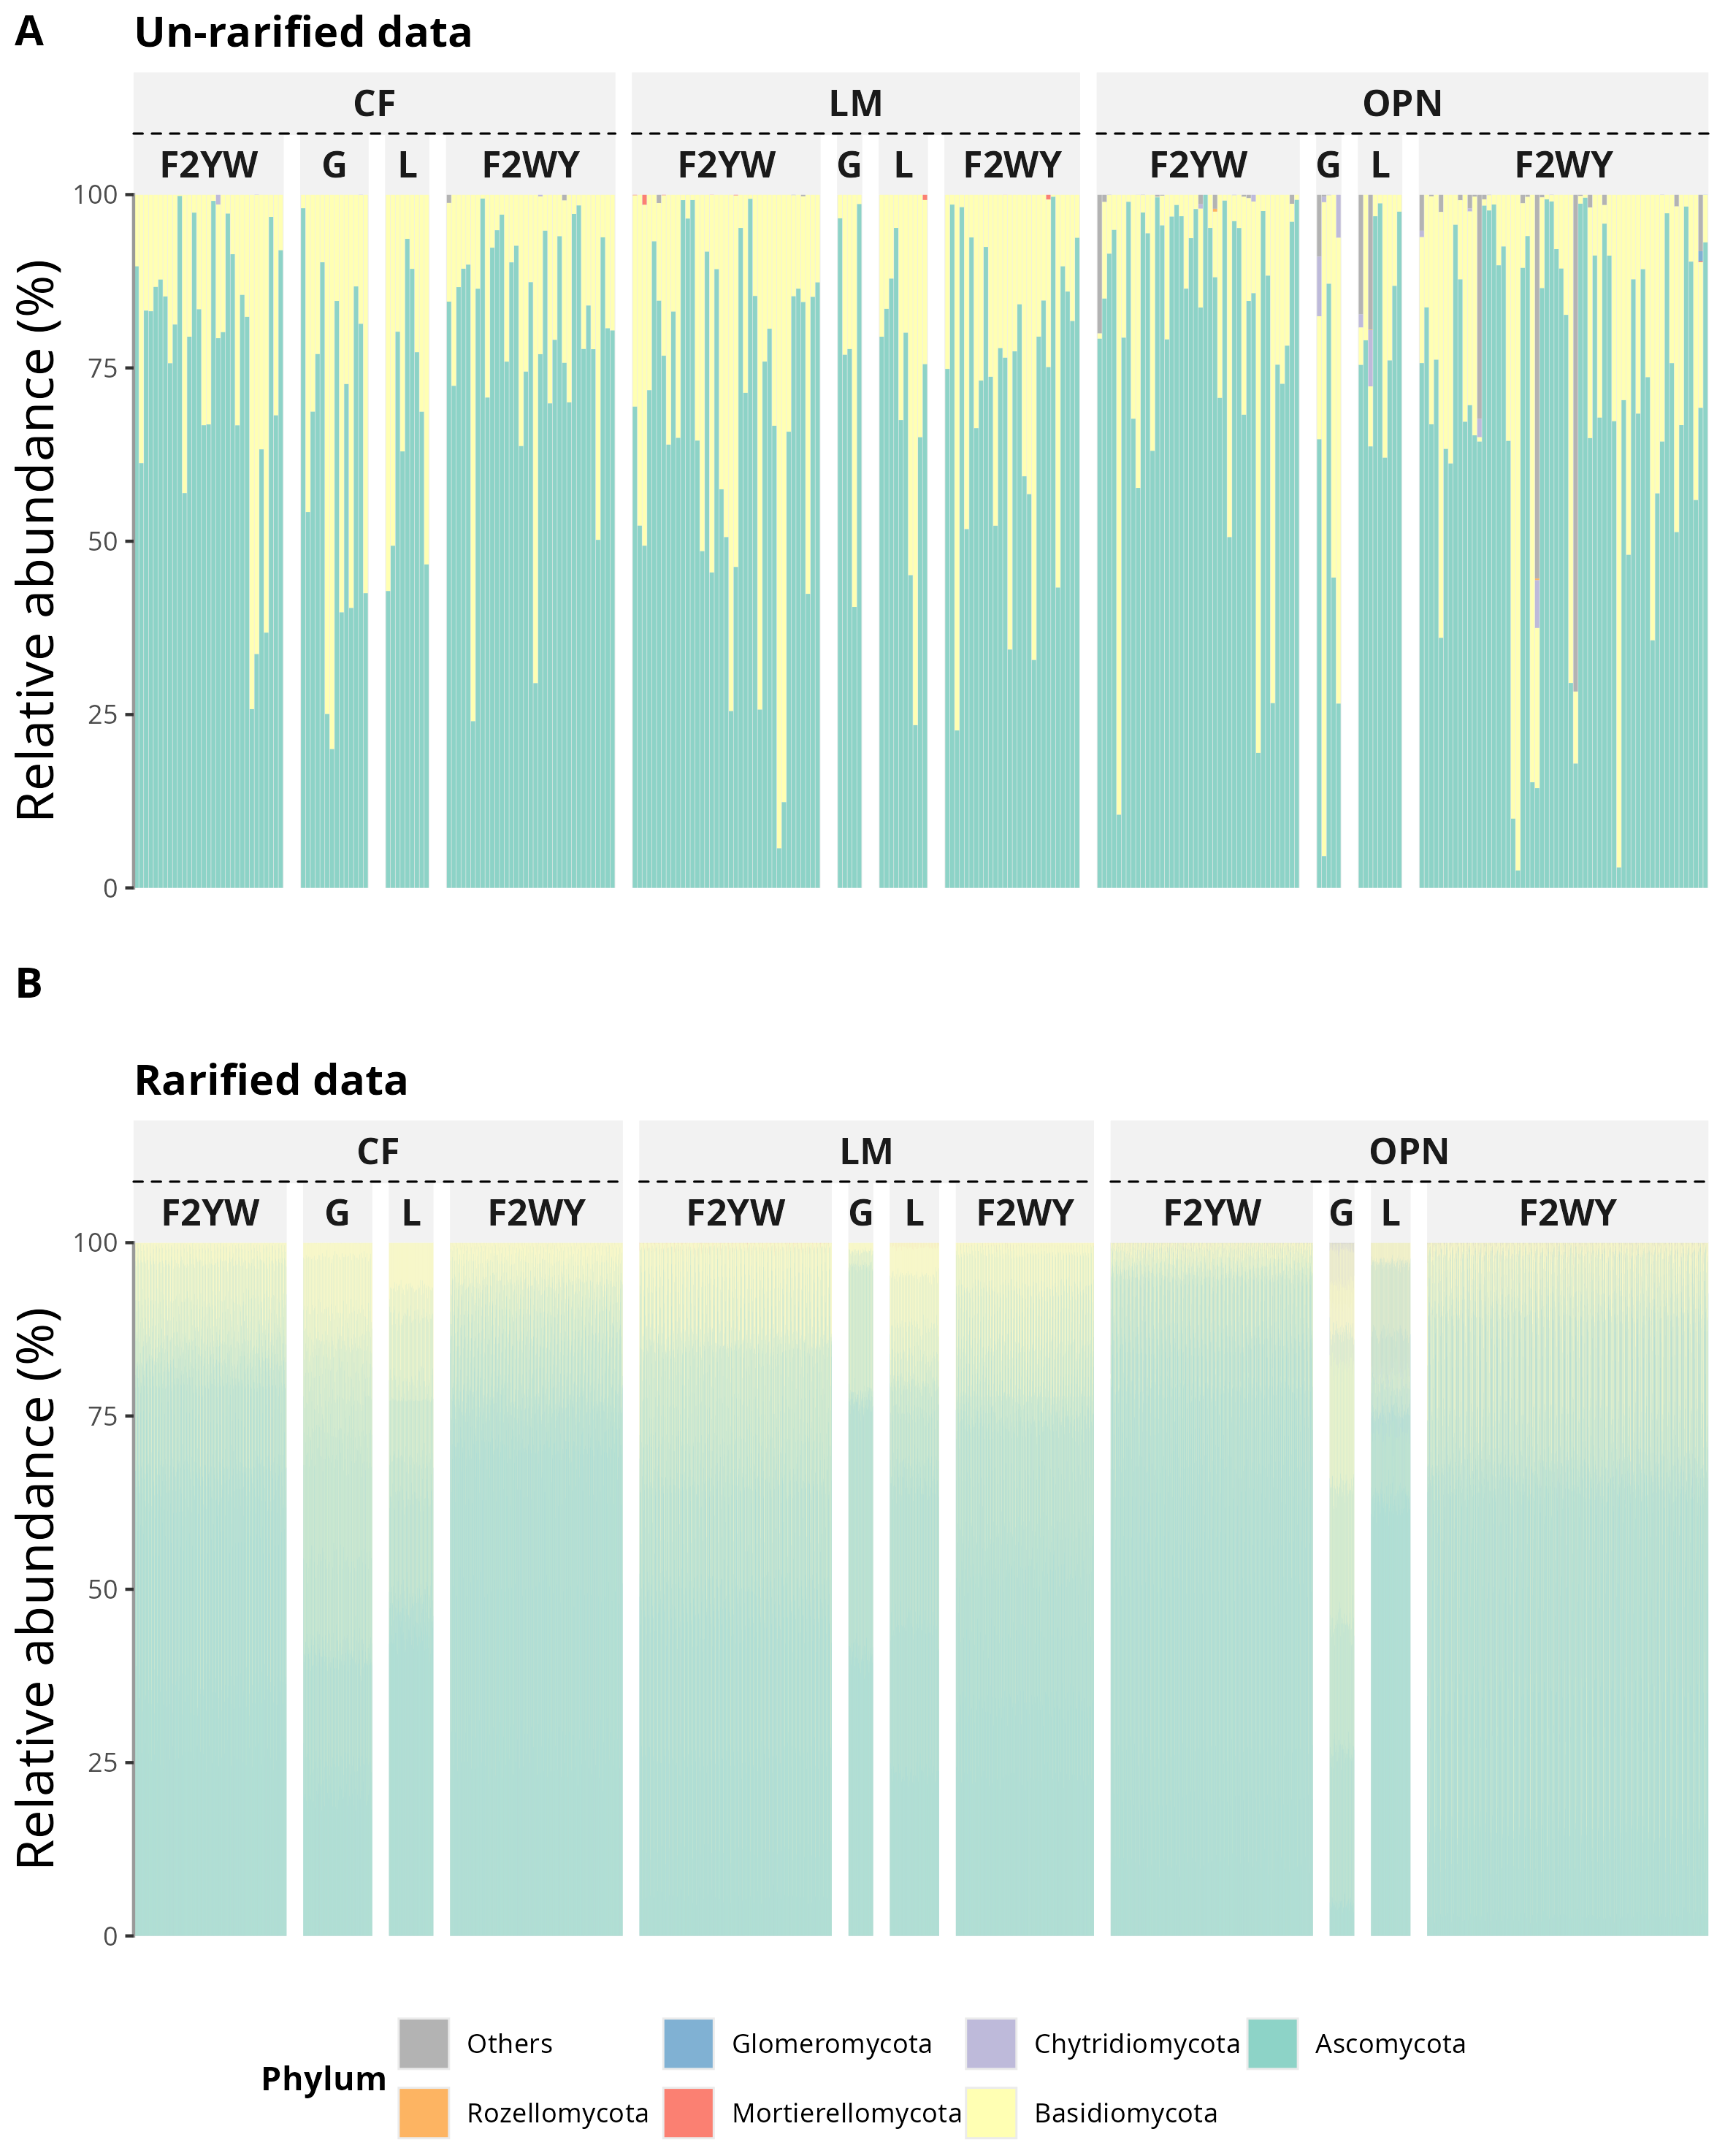 A
Un-rarified data
CF LM OPN
F2YW G L F2WY F2YW G L F2WY F2YW G L F2WY
100
75
50
25
0
Relative abundance (%)
B
Rarified data
CF LM OPN
F2YW G L F2WY F2YW G L F2WY F2YW G L F2WY
100
75
50
25
0
Relative abundance (%)
Phylum
Others Glomeromycota Chytridiomycota Ascomycota
Rozellomycota Mortierellomycota Basidiomycota